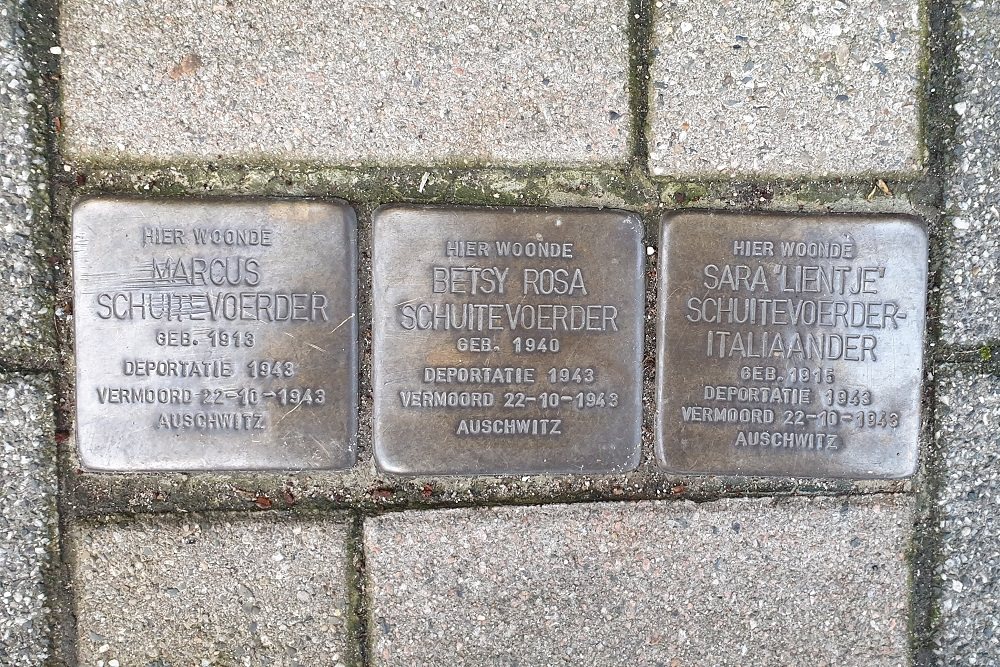 HIER WOONDE
MARCUS
SCHUITEVOERDER
GEB. 1913
DEPORTATIE 1943
VERMOORD 22-10-1943
AUSCHWITZ
HIER WOONDE
BETSY ROSA
SCHUITEVOERDER
GEB. 1940
DEPORTATIE 1943
VERMOORD 22-10-1943
AUSCHWITZ
HIER WOONDE
SARA 'LIENTJE'
SCHUITEVOERDER-
ITALIAANDER
GEB. 1915
DEPORTATIE 1943
VERMOORD 22-10-1943
AUSCHWITZ